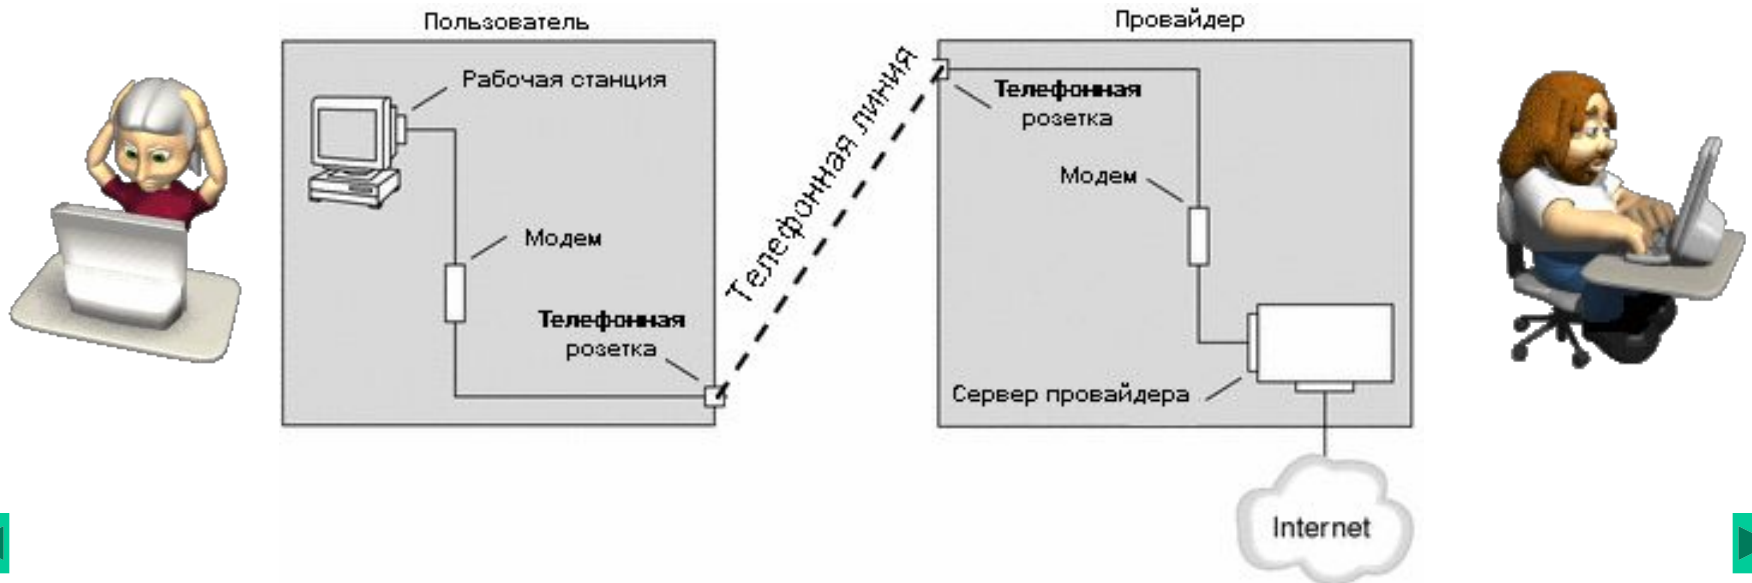 Пользователь
Рабочая станция
Модем
Телефонная
розетка
Телефонная линия
Провайдер
Телефонная
розетка
Модем
Сервер провайдера
Internet